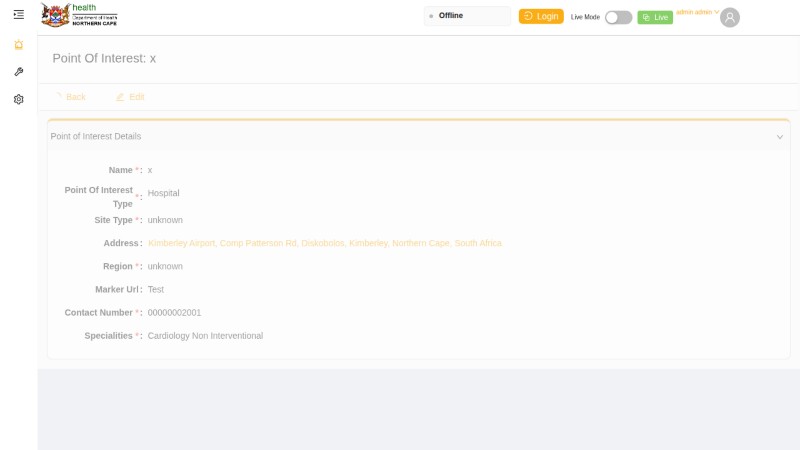 health
Department of Health
NORTHERN CAPE
Offline
Login
Live Mode
Live
admin admin
Point Of Interest: x
Back
Edit
Point of Interest Details
Name * : x
Point Of Interest Type * : Hospital
Site Type * : unknown
Address : Kimberley Airport, Comp Patterson Rd, Diskobolos, Kimberley, Northern Cape, South Africa
Region * : unknown
Marker Url : Test
Contact Number * : 00000002001
Specialities * : Cardiology Non Interventional